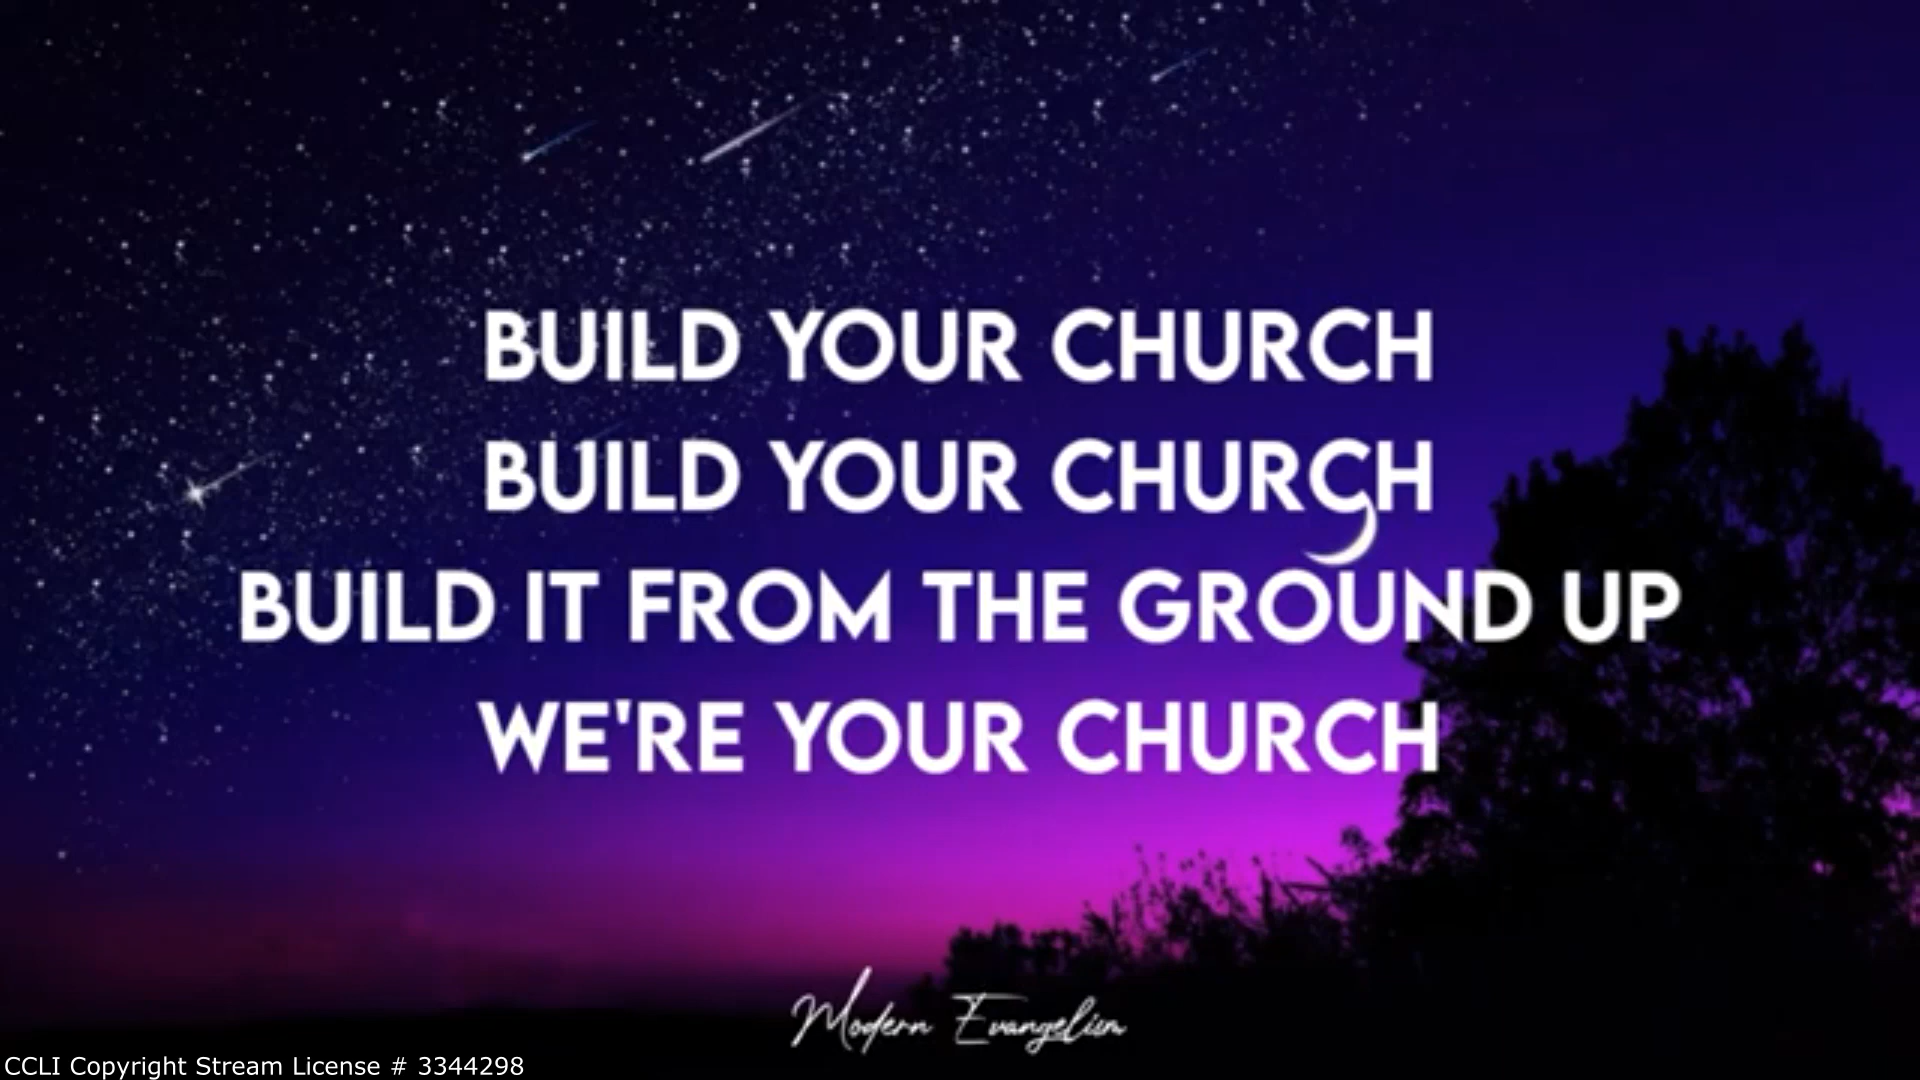 BUILD YOUR CHURCH
BUILD YOUR CHURCH
BUILD IT FROM THE GROUND UP
WE'RE YOUR CHURCH
Modern Evangelism
CCLI Copyright Stream License # 3344298